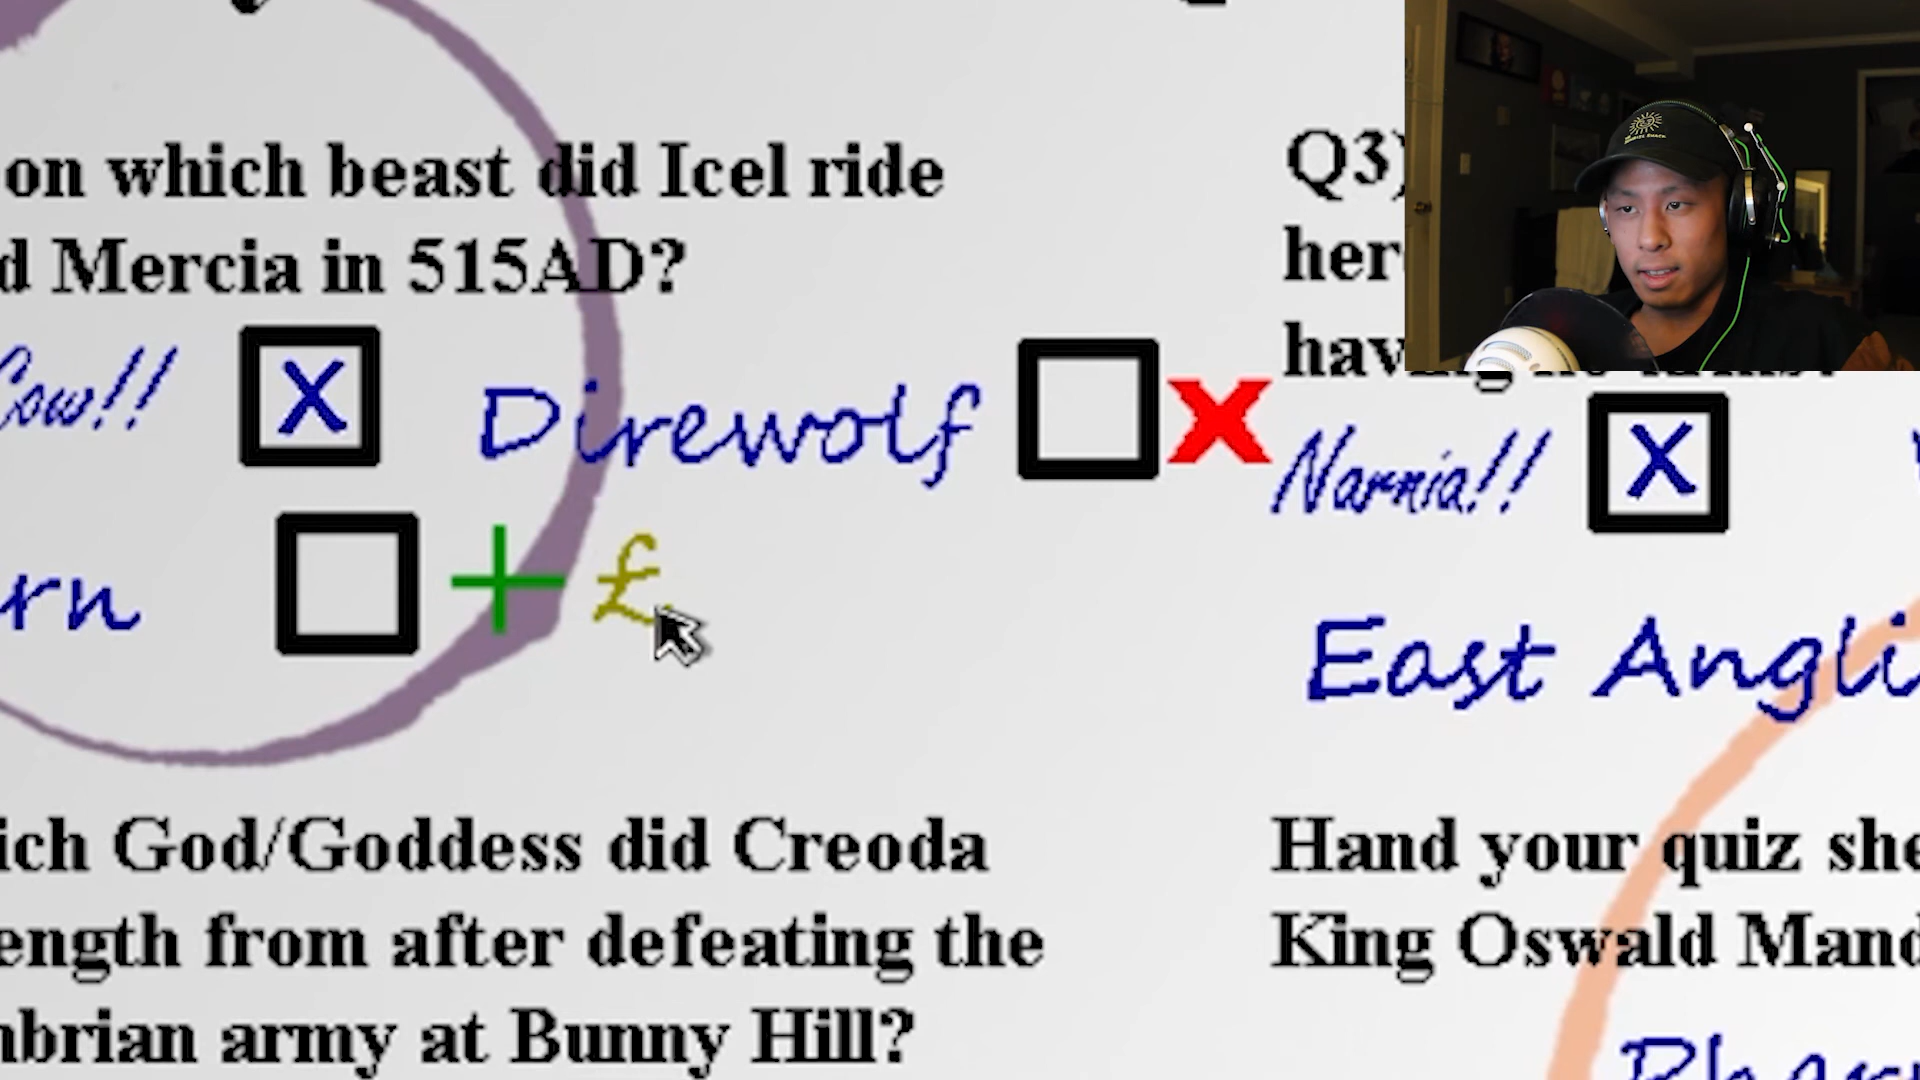 on which beast did Icel ride
d Mercia in 515AD?
Cow!! X Direwolf X
rn + £
ich God/Goddess did Creoda
ength from after defeating the
nbrian army at Bunny Hill?
Q3)
her
hav
Narnia!! X
East Angli
Hand your quiz she
King Oswald Mand